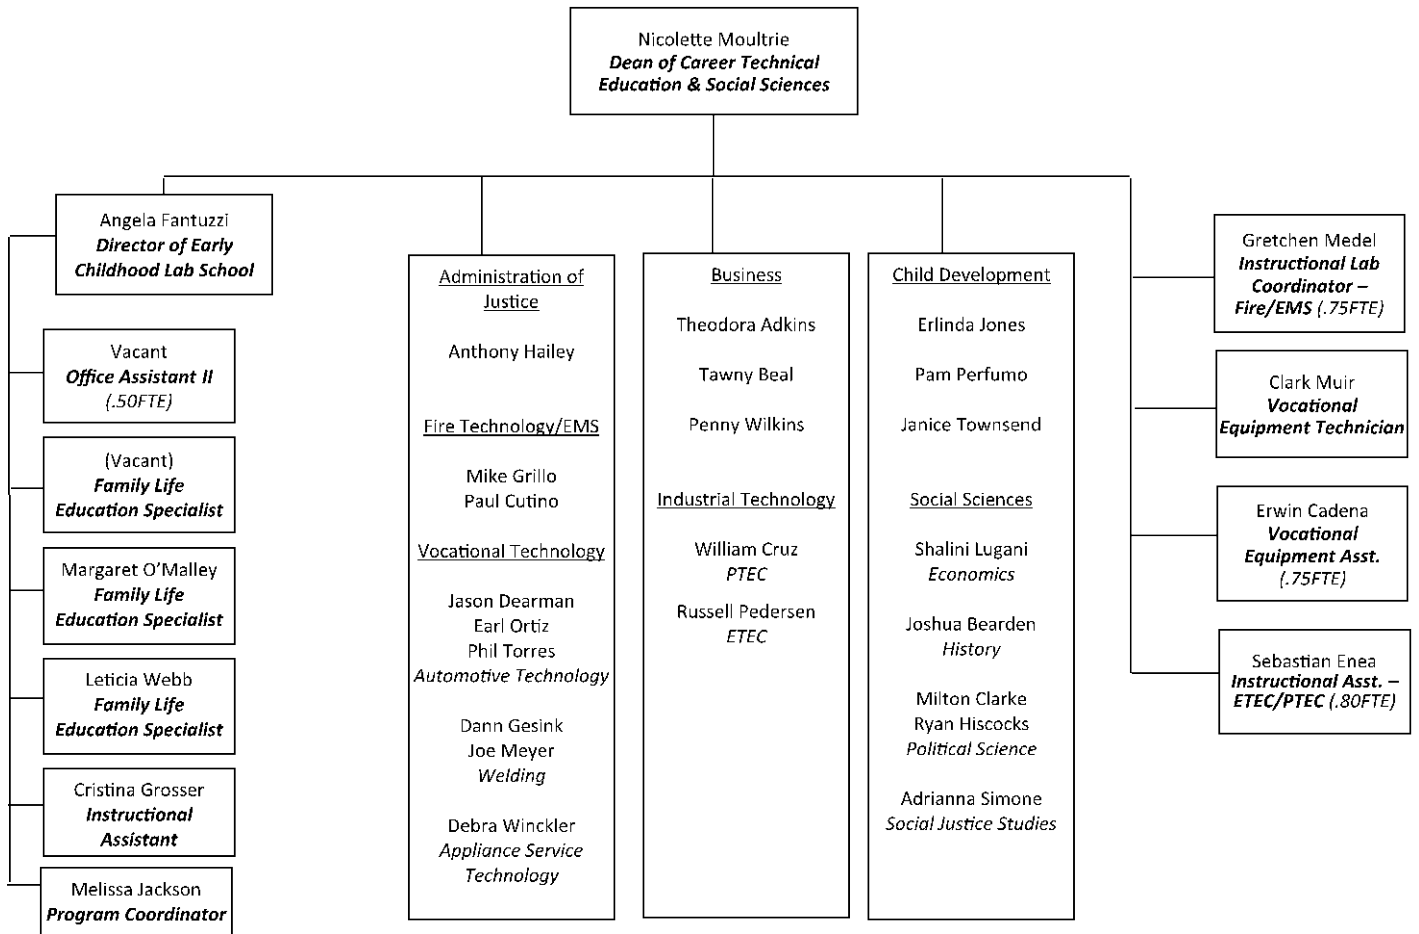 Nicolette Moultrie
Dean of Career Technical
Education & Social Sciences
Angela Fantuzzi
Director of Early
Childhood Lab School
Vacant
Office Assistant II
(.50FTE)
(Vacant)
Family Life
Education Specialist
Margaret O’Malley
Family Life
Education Specialist
Leticia Webb
Family Life
Education Specialist
Cristina Grosser
Instructional
Assistant
Melissa Jackson
Program Coordinator
Administration of
Justice
Anthony Hailey
Fire Technology/EMS
Mike Grillo
Paul Cutino
Vocational Technology
Jason Dearman
Earl Ortiz
Phil Torres
Automotive Technology
Dann Gesink
Joe Meyer
Welding
Debra Winckler
Appliance Service
Technology
Business
Theodora Adkins
Tawny Beal
Penny Wilkins
Industrial Technology
William Cruz
PTEC
Russell Pedersen
ETEC
Child Development
Erlinda Jones
Pam Perfumo
Janice Townsend
Social Sciences
Shalini Lugani
Economics
Joshua Bearden
History
Milton Clarke
Ryan Hiscocks
Political Science
Adrianna Simone
Social Justice Studies
Gretchen Medel
Instructional Lab
Coordinator –
Fire/EMS (.75FTE)
Clark Muir
Vocational
Equipment Technician
Erwin Cadena
Vocational
Equipment Asst.
(.75FTE)
Sebastian Enea
Instructional Asst. –
ETEC/PTEC (.80FTE)